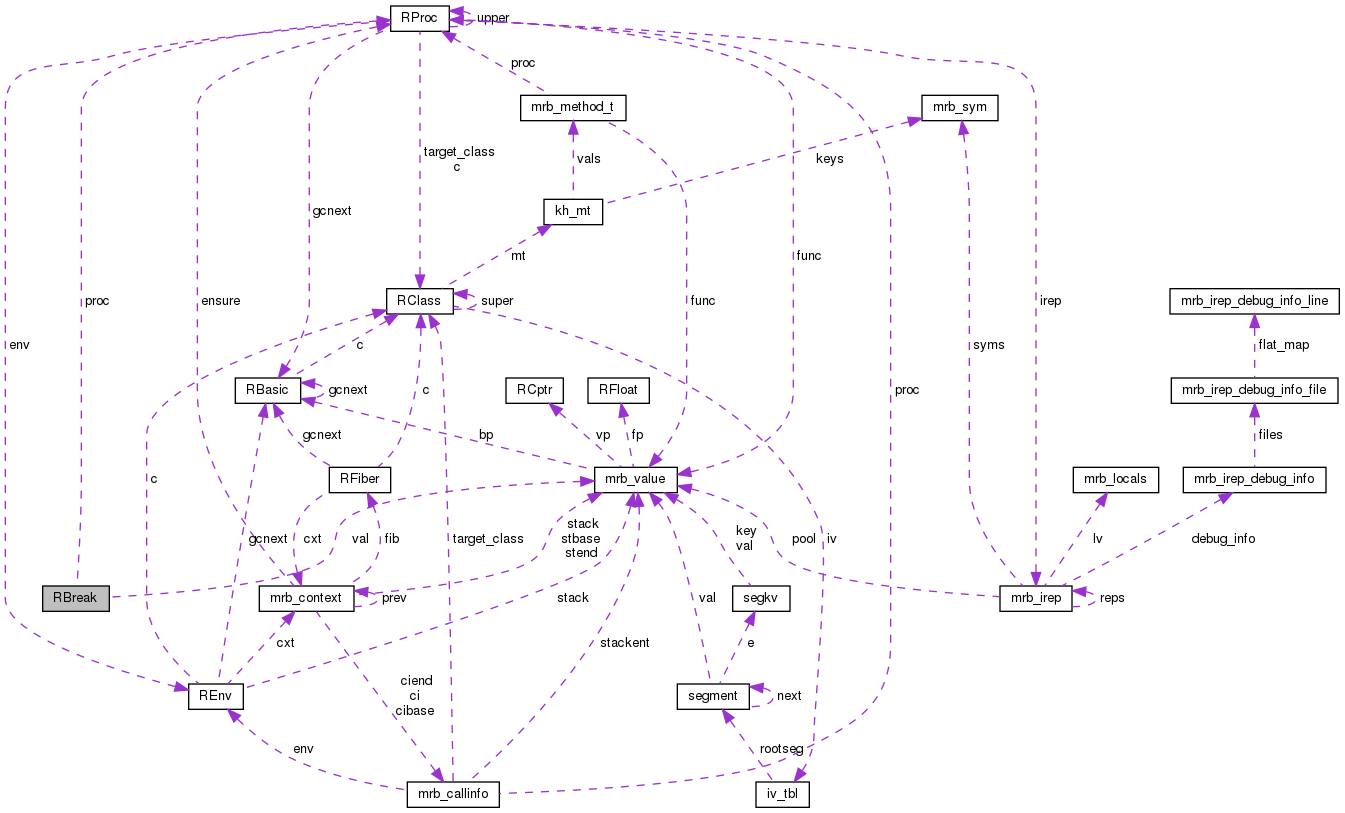 RProc
upper
proc
mrb_method_t
mrb_sym
target_class
c
vals
keys
gcnext
kh_mt
mt
func
RClass
super
proc
ensure
func
irep
mrb_irep_debug_info_line
env
c
syms
flat_map
RBasic
gcnext
c
RCptr
RFloat
proc
mrb_irep_debug_info_file
gcnext
bp
vp
fp
files
c
RFiber
mrb_value
mrb_locals
mrb_irep_debug_info
gcnext
cxt
val
fib
target_class
stack
stbase
stend
key
val
pool
iv
lv
debug_info
RBreak
mrb_context
prev
stack
val
segkv
mrb_irep
reps
cxt
stackent
e
ciend
ci
cibase
REnv
segment
next
env
rootseg
mrb_callinfo
iv_tbl